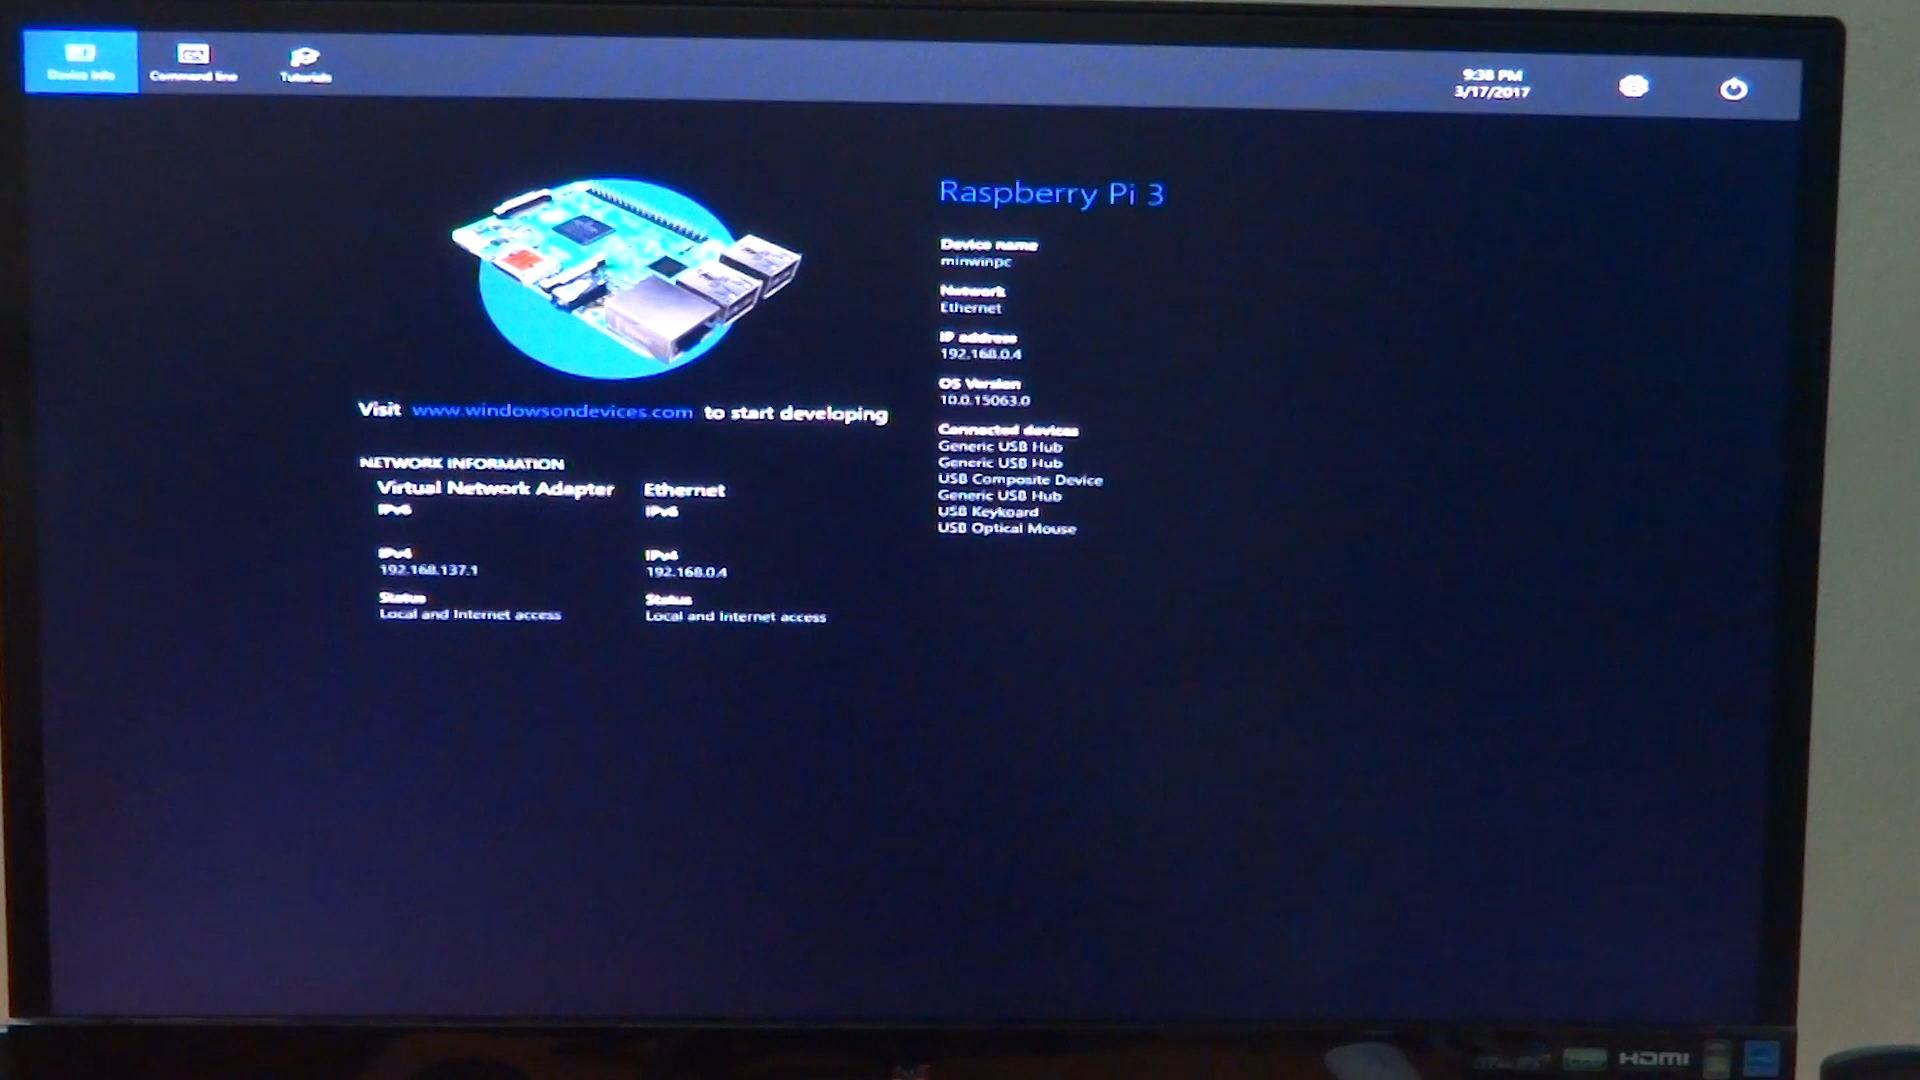 Device Info
Command line
Tutorials
9:38 PM
3/17/2017
Visit www.windowsondevices.com to start developing
NETWORK INFORMATION
Virtual Network Adapter
IPv6
IPv4
192.168.137.1
Status
Local and Internet access
Ethernet
IPv6
IPv4
192.168.0.4
Status
Local and Internet access
Raspberry Pi 3
Device name
minwinpc
Network
Ethernet
IP address
192.168.0.4
OS Version
10.0.15063.0
Connected devices
Generic USB Hub
Generic USB Hub
USB Composite Device
Generic USB Hub
USB Keykoard
USB Optical Mouse
HDMI